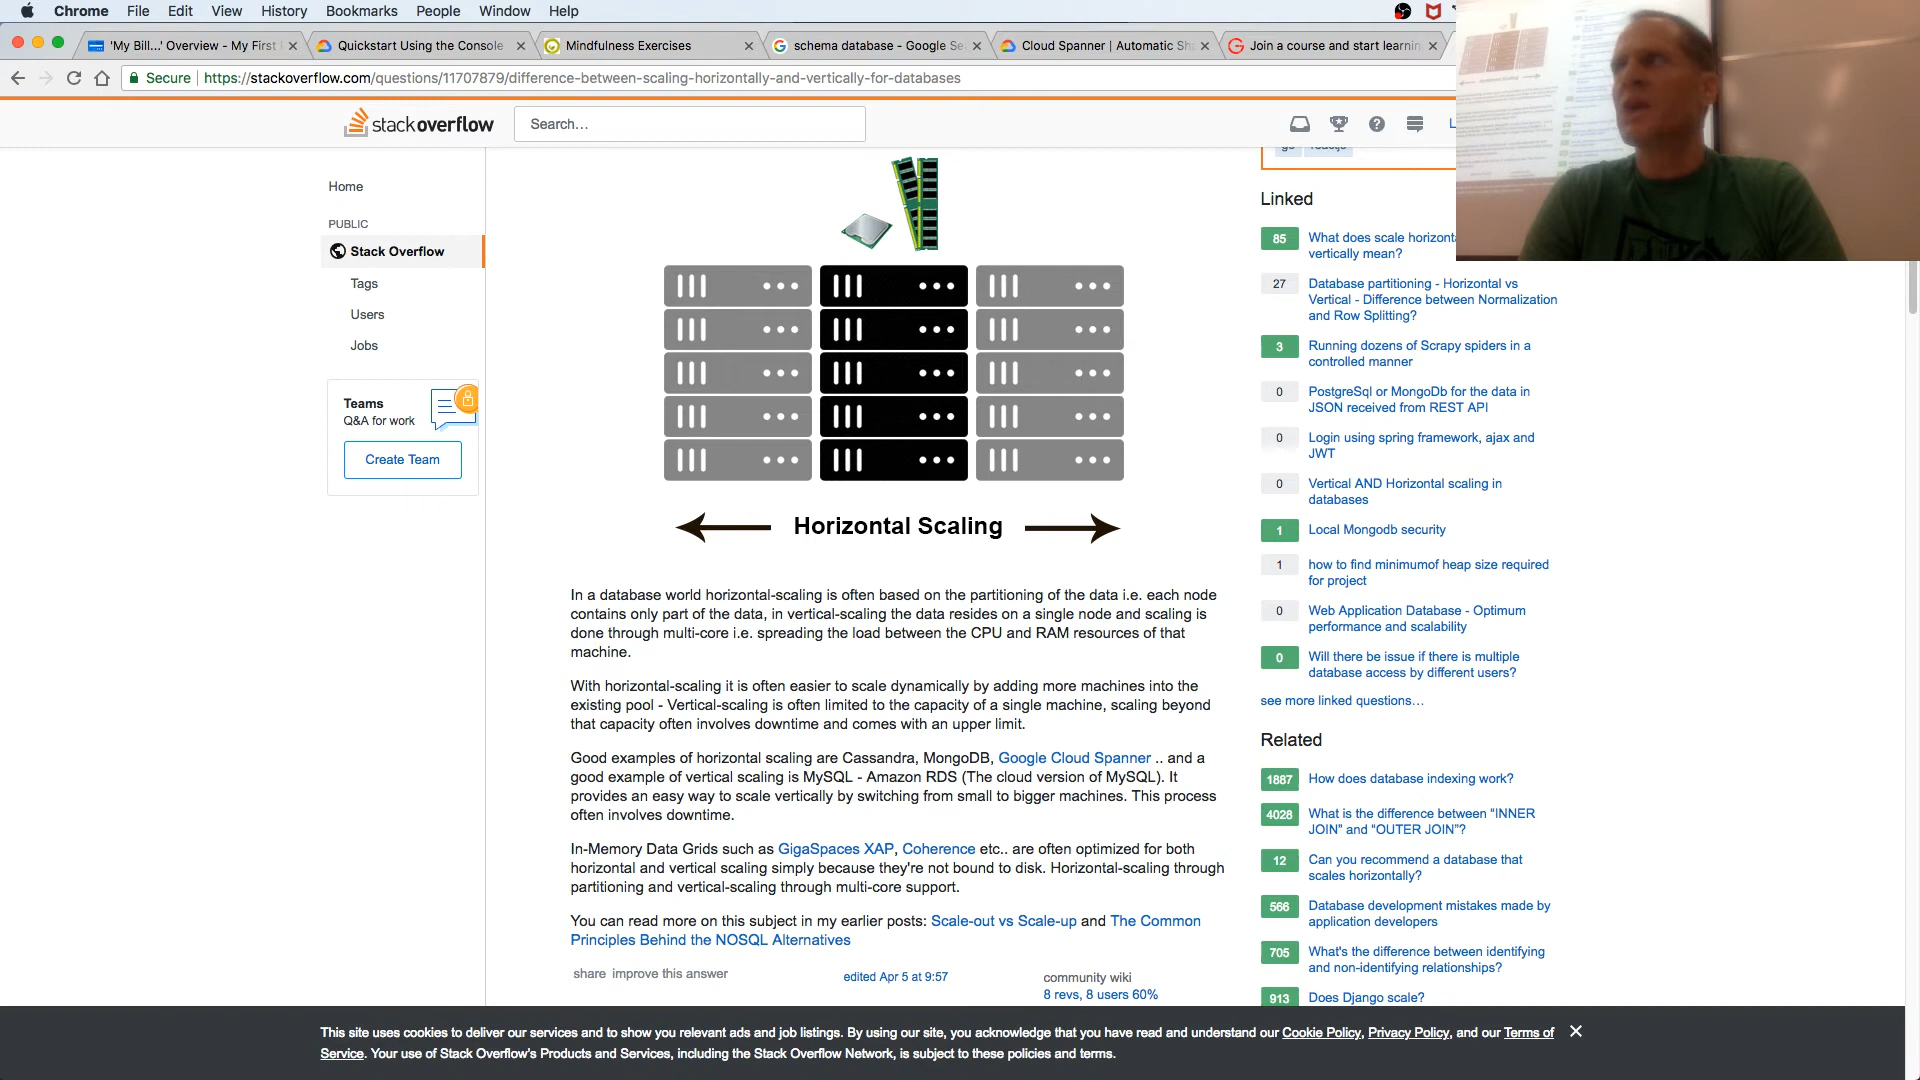 Chrome File Edit View History Bookmarks People Window Help
'My Bill...' Overview - My First
Quickstart Using the Console
Mindfulness Exercises
schema database - Google Se
Cloud Spanner | Automatic Sh
Join a course and start learnin
Secure https://stackoverflow.com/questions/11707879/difference-between-scaling-horizontally-and-vertically-for-databases
stackoverflow
Search...
Home
PUBLIC
Stack Overflow
Tags
Users
Jobs
Teams
Q&A for work
Create Team
Horizontal Scaling
In a database world horizontal-scaling is often based on the partitioning of the data i.e. each node
contains only part of the data, in vertical-scaling the data resides on a single node and scaling is
done through multi-core i.e. spreading the load between the CPU and RAM resources of that
machine.
With horizontal-scaling it is often easier to scale dynamically by adding more machines into the
existing pool - Vertical-scaling is often limited to the capacity of a single machine, scaling beyond
that capacity often involves downtime and comes with an upper limit.
Good examples of horizontal scaling are Cassandra, MongoDB, Google Cloud Spanner .. and a
good example of vertical scaling is MySQL - Amazon RDS (The cloud version of MySQL). It
provides an easy way to scale vertically by switching from small to bigger machines. This process
often involves downtime.
In-Memory Data Grids such as GigaSpaces XAP, Coherence etc.. are often optimized for both
horizontal and vertical scaling simply because they're not bound to disk. Horizontal-scaling through
partitioning and vertical-scaling through multi-core support.
You can read more on this subject in my earlier posts: Scale-out vs Scale-up and The Common
Principles Behind the NOSQL Alternatives
share improve this answer
edited Apr 5 at 9:57
community wiki
8 revs, 8 users 60%
Linked
85 What does scale horizont
vertically mean?
27 Database partitioning - Horizontal vs
Vertical - Difference between Normalization
and Row Splitting?
3 Running dozens of Scrapy spiders in a
controlled manner
0 PostgreSql or MongoDb for the data in
JSON received from REST API
0 Login using spring framework, ajax and
JWT
0 Vertical AND Horizontal scaling in
databases
1 Local Mongodb security
1 how to find minimumof heap size required
for project
0 Web Application Database - Optimum
performance and scalability
0 Will there be issue if there is multiple
database access by different users?
see more linked questions…
Related
1887 How does database indexing work?
4028 What is the difference between “INNER
JOIN” and “OUTER JOIN”?
12 Can you recommend a database that
scales horizontally?
566 Database development mistakes made by
application developers
705 What's the difference between identifying
and non-identifying relationships?
913 Does Django scale?
This site uses cookies to deliver our services and to show you relevant ads and job listings. By using our site, you acknowledge that you have read and understand our Cookie Policy, Privacy Policy, and our Terms of
Service. Your use of Stack Overflow's Products and Services, including the Stack Overflow Network, is subject to these policies and terms.